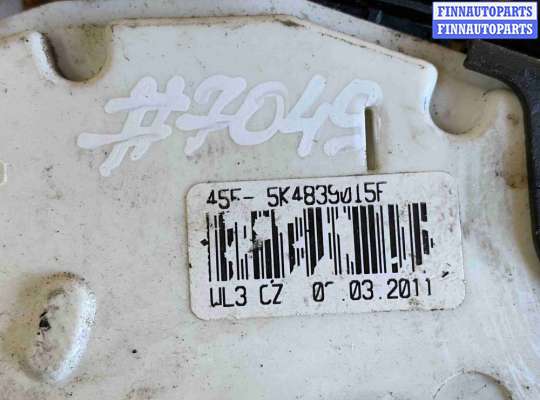 FINNAUTOPARTS
FINNAUTOPARTS
#7049
45F- 5K4839015F
WL3 CZ .03.2011